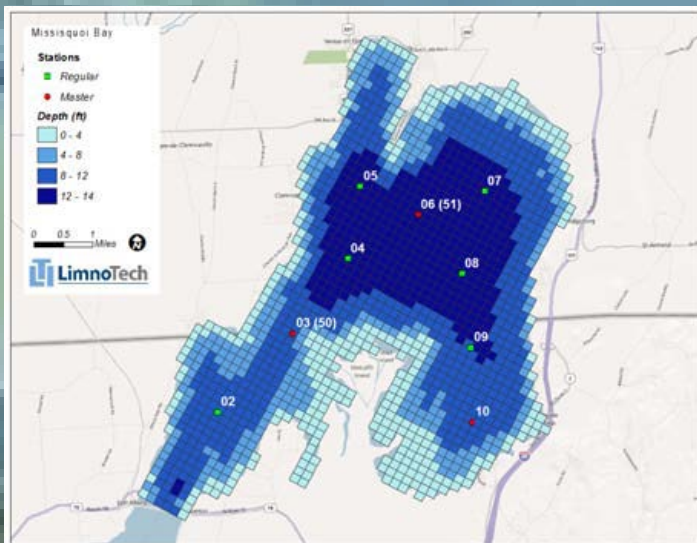 Missisquoi Bay
Stations
Regular
Master
Depth (ft)
0 - 4
4 - 8
8 - 12
12 - 14
0 0.5 1
Miles
N
LimnoTech
05
07
06 (51)
04
08
03 (50)
09
02
10